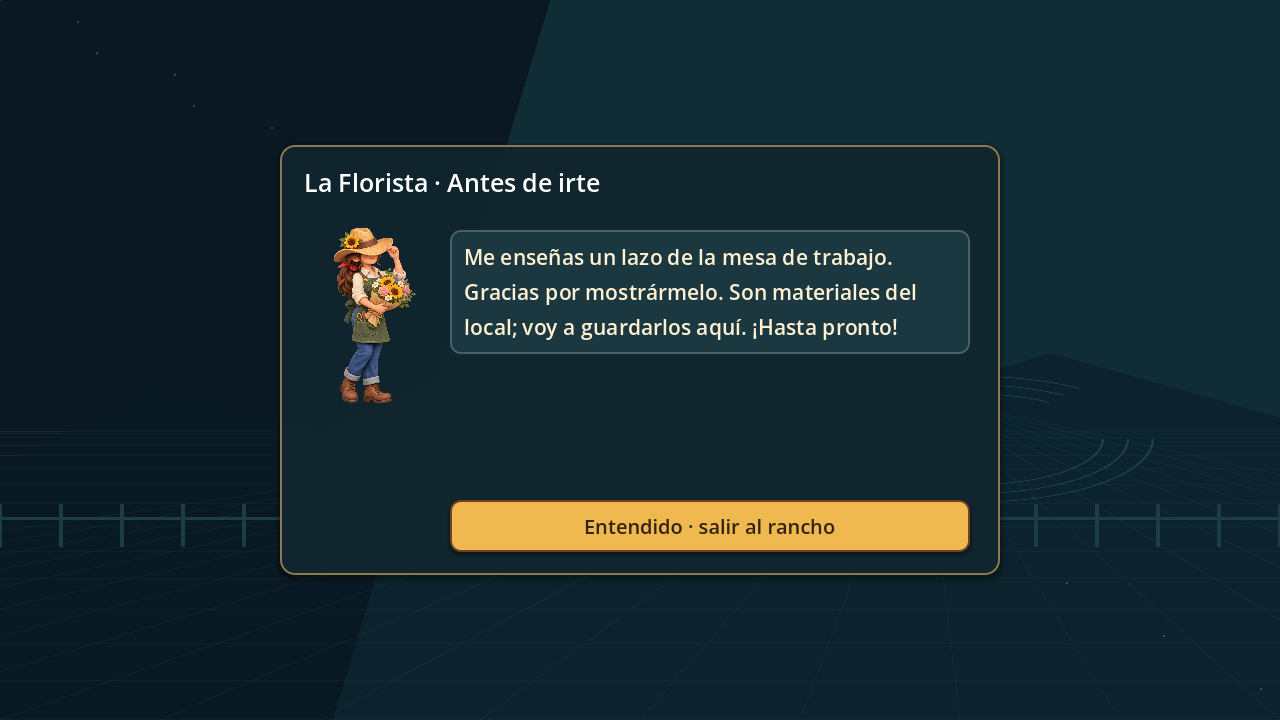 La Florista · Antes de irte
Me enseñas un lazo de la mesa de trabajo.
Gracias por mostrármelo. Son materiales del
local; voy a guardarlos aquí. ¡Hasta pronto!
Entendido · salir al rancho